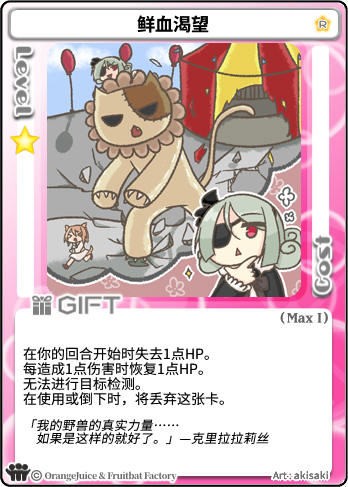 鲜血渴望
R
Level
Cost
GIFT
(Max 1)
在你的回合开始时失去1点HP。
每造成1点伤害时恢复1点HP。
无法进行目标检测。
在使用或倒下时，将丢弃这张卡。
「我的野兽的真实力量……
如果是这样的就好了。」—克里拉拉莉丝
© OrangeJuice & Fruitbat Factory
Art: akisaki